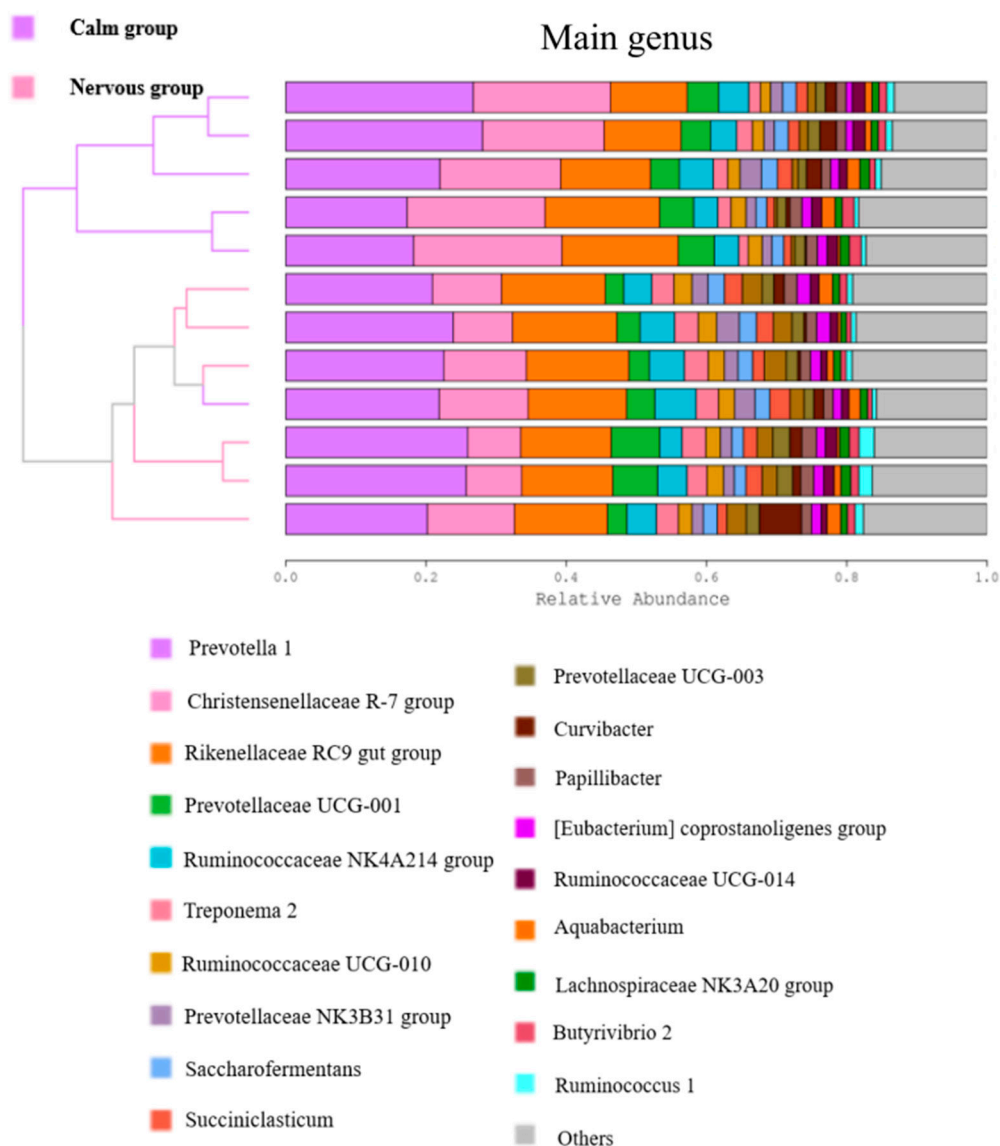 Calm group
Main genus
Nervous group
0.0 0.2 0.4 0.6 0.8 1.0
Relative Abundance
Prevotella 1
Christensenellaceae R-7 group
Rikenellaceae RC9 gut group
Prevotellaceae UCG-001
Ruminococcaceae NK4A214 group
Treponema 2
Ruminococcaceae UCG-010
Prevotellaceae NK3B31 group
Saccharofermentans
Succiniclasticum
Prevotellaceae UCG-003
Curvibacter
Papillibacter
[Eubacterium] coprostanoligenes group
Ruminococcaceae UCG-014
Aquabacterium
Lachnospiraceae NK3A20 group
Butyrivibrio 2
Ruminococcus 1
Others